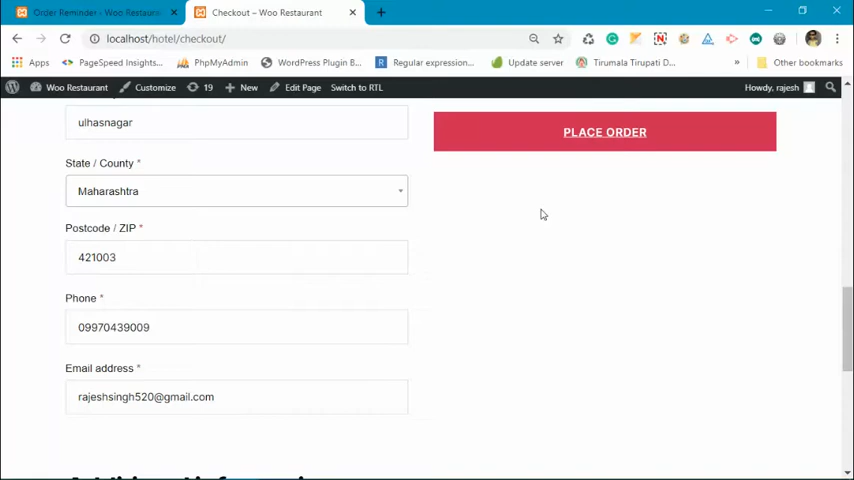 Order Reminder - Woo Restauran
Checkout – Woo Restaurant
localhost/hotel/checkout/
Apps
PageSpeed Insights...
PhpMyAdmin
WordPress Plugin B...
Regular expression...
Update server
Tirumala Tirupati D...
»
Other bookmarks
Woo Restaurant
Customize
19
New
Edit Page
Switch to RTL
Howdy, rajesh
ulhasnagar
PLACE ORDER
State / County *
Maharashtra
Postcode / ZIP *
421003
Phone *
09970439009
Email address *
rajeshsingh520@gmail.com